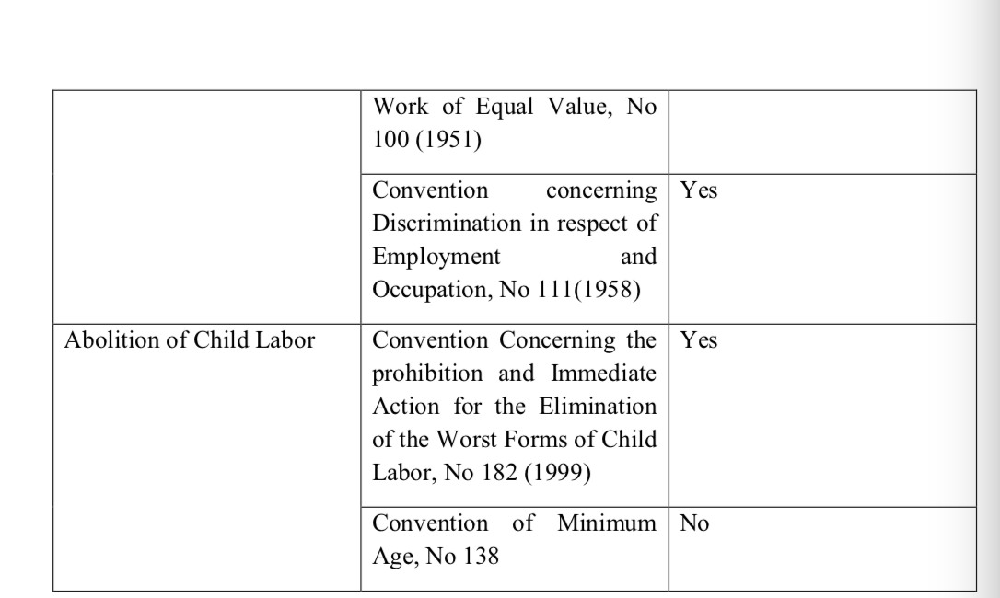 Work of Equal Value, No
100 (1951)
Convention concerning
Discrimination in respect of
Employment and
Occupation, No 111(1958)
Yes
Abolition of Child Labor
Convention Concerning the
prohibition and Immediate
Action for the Elimination
of the Worst Forms of Child
Labor, No 182 (1999)
Yes
Convention of Minimum
Age, No 138
No